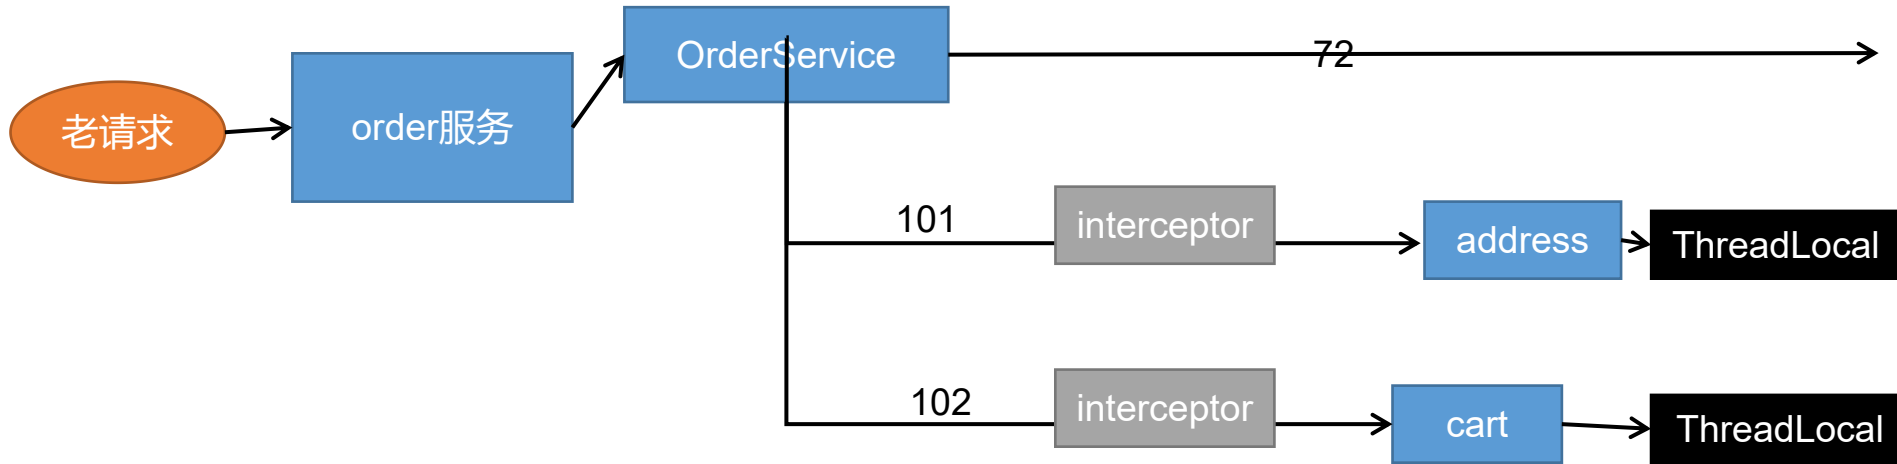 老请求
order服务
OrderService
72
101
interceptor
address
ThreadLocal
102
interceptor
cart
ThreadLocal